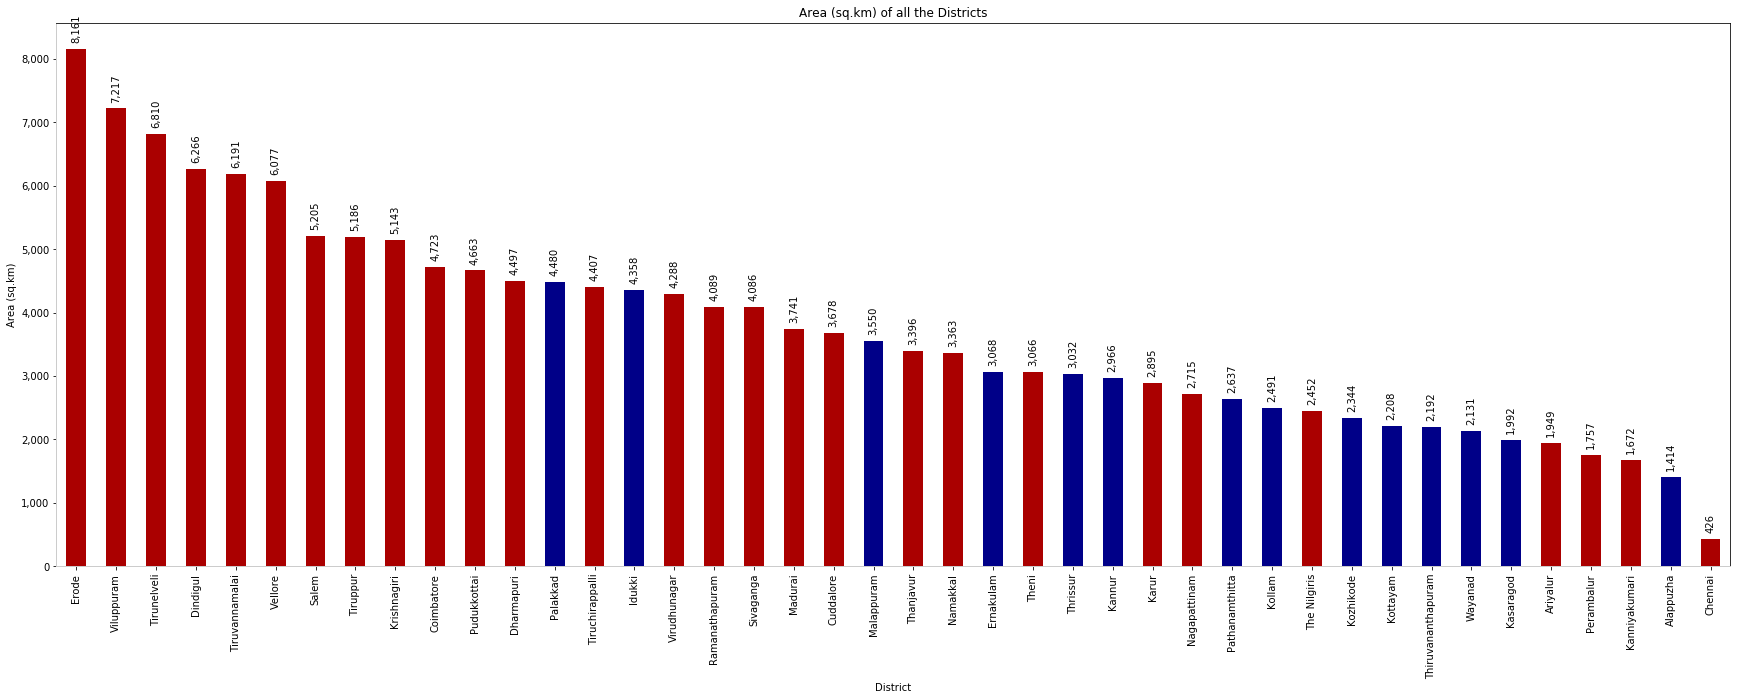 Area (sq.km) of all the Districts
Area (sq.km)
8,000
7,000
6,000
5,000
4,000
3,000
2,000
1,000
0
8,161
7,217
6,810
6,266
6,191
6,077
5,205
5,186
5,143
4,723
4,663
4,497
4,480
4,407
4,358
4,288
4,089
4,086
3,741
3,678
3,550
3,396
3,363
3,068
3,066
3,032
2,966
2,895
2,715
2,637
2,491
2,452
2,344
2,208
2,192
2,131
1,992
1,949
1,757
1,672
1,414
426
Erode
Viluppuram
Tirunelveli
Dindigul
Tiruvannamalai
Vellore
Salem
Tiruppur
Krishnagiri
Coimbatore
Pudukkottai
Dharmapuri
Palakkad
Tiruchirappalli
Idukki
Virudhunagar
Ramanathapuram
Sivaganga
Madurai
Cuddalore
Malappuram
Thanjavur
Namakkal
Ernakulam
Theni
Thrissur
Kannur
Karur
Nagapattinam
Pathanamthitta
Kollam
The Nilgiris
Kozhikode
Kottayam
Thiruvananthapuram
Wayanad
Kasaragod
Ariyalur
Perambalur
Kanniyakumari
Alappuzha
Chennai
District